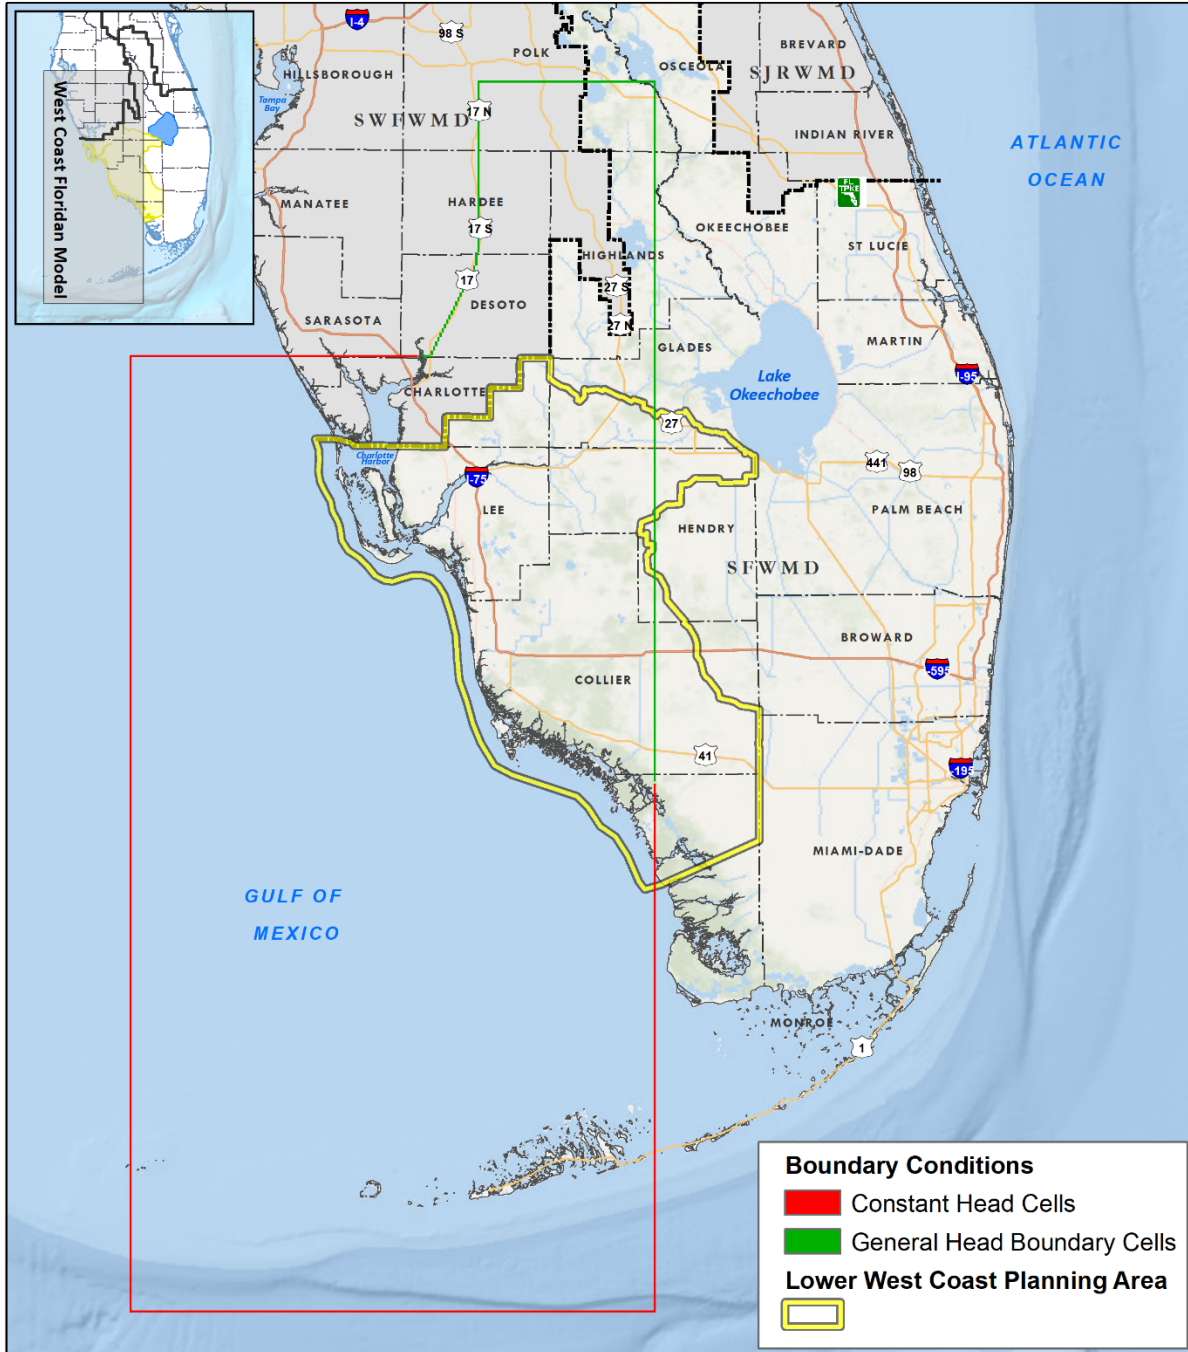 West Coast Floridan Model
I-4
98 S
POLK
BREVARD
HILLSBOROUGH
OSCEOLA
SJRWMD
Tampa
Bay
17 N
SWFWMD
INDIAN RIVER
ATLANTIC
OCEAN
FL
TPKE
MANATEE
HARDEE
17 S
OKEECHOBEE
ST LUCIE
HIGHLANDS
17
27 S
DESOTO
SARASOTA
27 N
GLADES
MARTIN
I-95
Lake
Okeechobee
CHARLOTTE
27
Charlotte
Harbor
441
98
I-75
LEE
PALM BEACH
HENDRY
SFWMD
BROWARD
-595
COLLIER
41
-195
MIAMI-DADE
GULF OF
MEXICO
MONROE
1
Boundary Conditions
Constant Head Cells
General Head Boundary Cells
Lower West Coast Planning Area